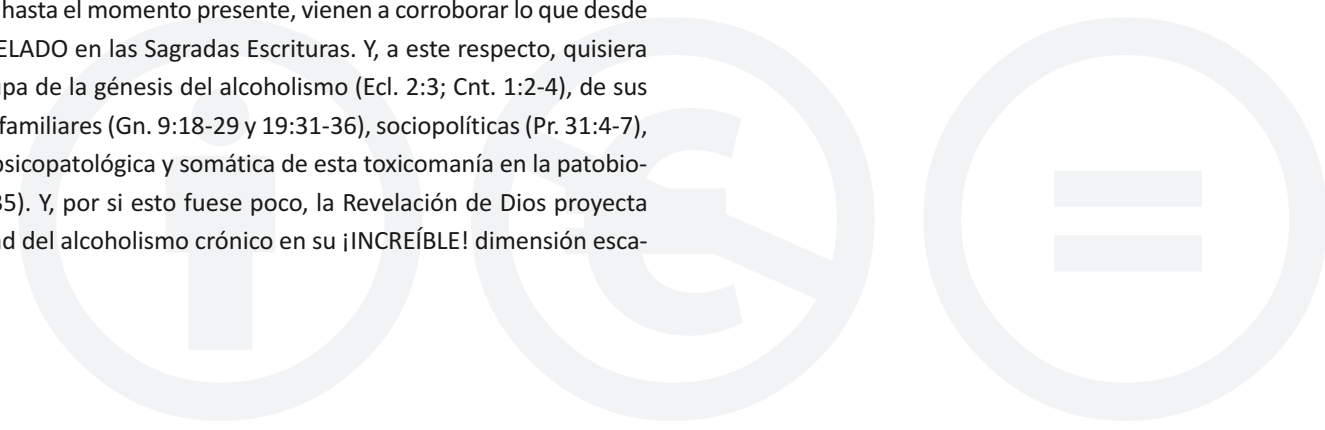 hasta el momento presente, vienen a corroborar lo que desde
ELADO en las Sagradas Escrituras. Y, a este respecto, quisiera
upa de la génesis del alcoholismo (Ecl. 2:3; Cnt. 1:2-4), de sus
familiares (Gn. 9:18-29 y 19:31-36), sociopolíticas (Pr. 31:4-7),
psicopatológica y somática de esta toxicomanía en la patobio-
35). Y, por si esto fuese poco, la Revelación de Dios proyecta
ad del alcoholismo crónico en su ¡INCREÍBLE! dimensión esca-